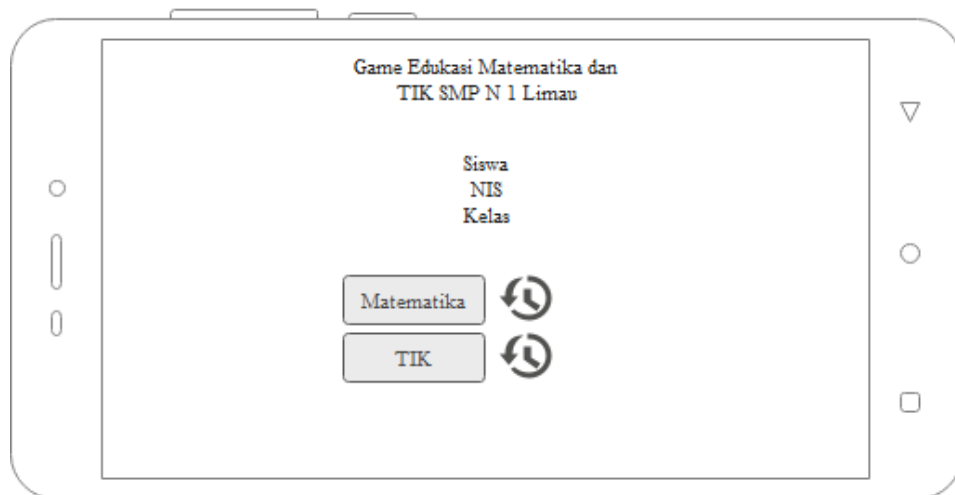 Game Edukasi Matematika dan
TIK SMP N 1 Limau
Siswa
NIS
Kelas
Matematika
TIK